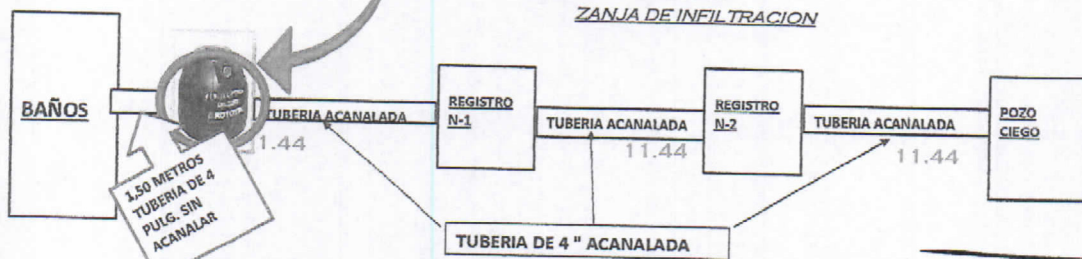 ZANJA DE INFILTRACION
BAÑOS
TUBERIA ACANALADA
1.44
REGISTRO
N-1
TUBERIA ACANALADA
11.44
REGISTRO
N-2
TUBERIA ACANALADA
11.44
POZO
CIEGO
1,50 METROS
TUBERIA DE 4
PULG. SIN
ACANALAR
TUBERIA DE 4 " ACANALADA